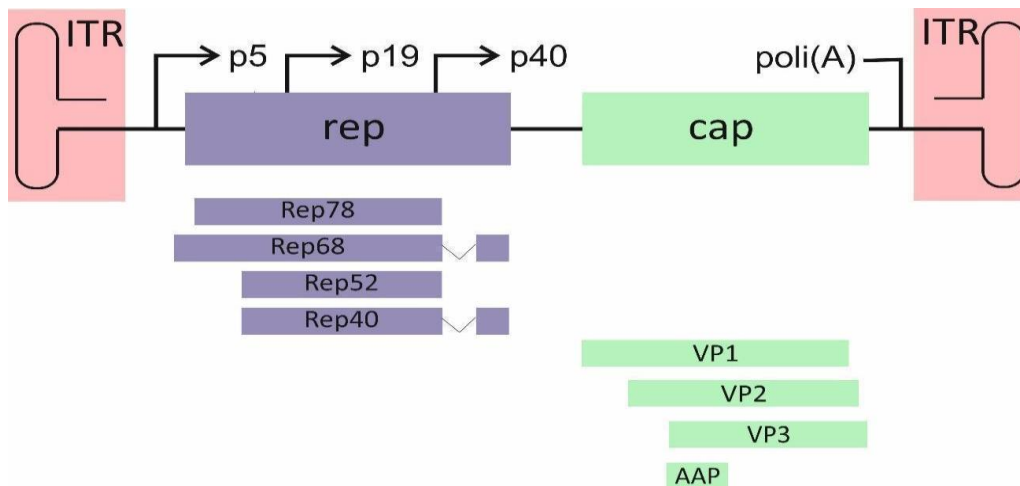 ITR
p5
p19
p40
poli(A)
ITR
rep
cap
Rep78
Rep68
Rep52
Rep40
VP1
VP2
VP3
AAP